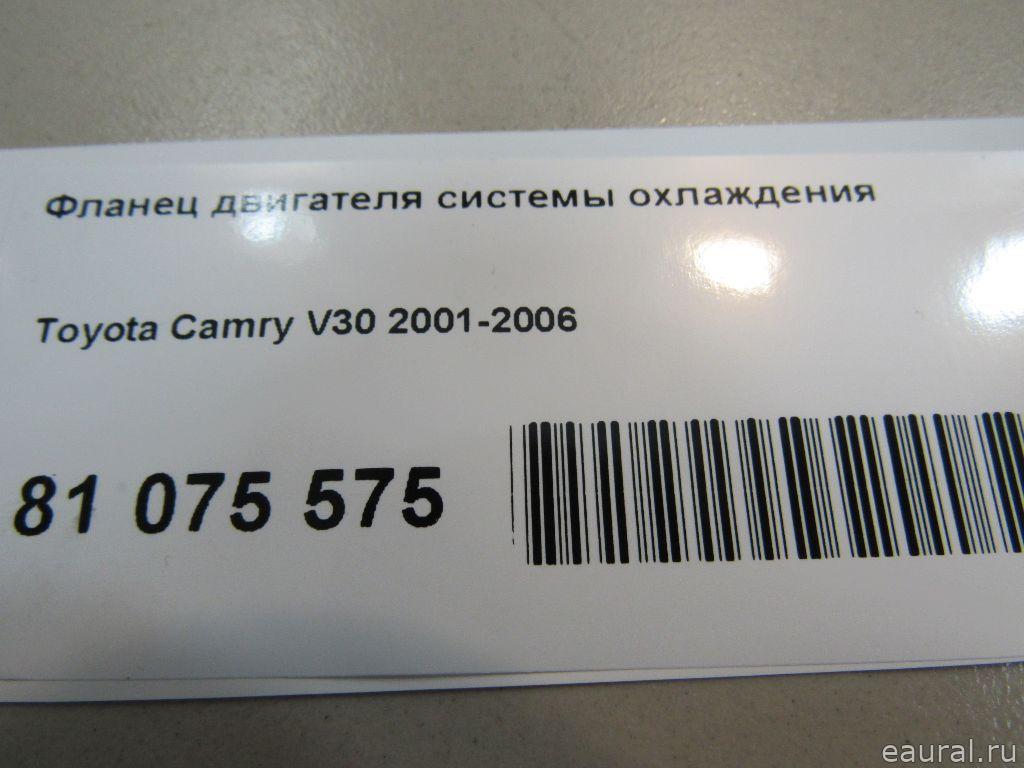 Фланец двигателя системы охлаждения
Toyota Camry V30 2001-2006
81 075 575
eaural.ru